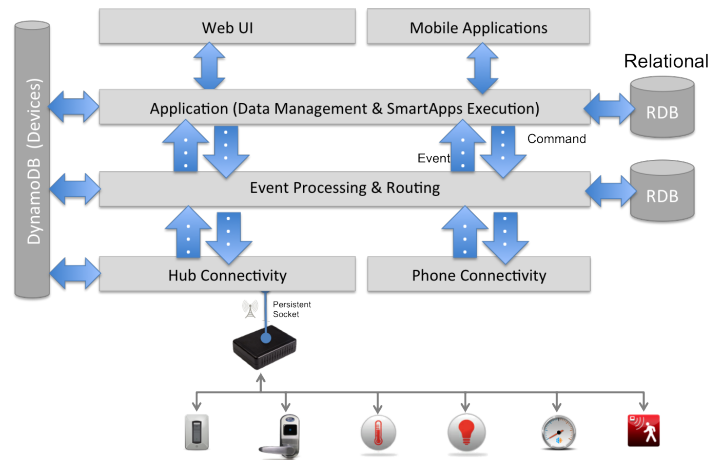 Web UI
Mobile Applications
Relational
Application (Data Management & SmartApps Execution)
RDB
Event
Command
Event Processing & Routing
RDB
DynamoDB (Devices)
Hub Connectivity
Phone Connectivity
Persistent
Socket